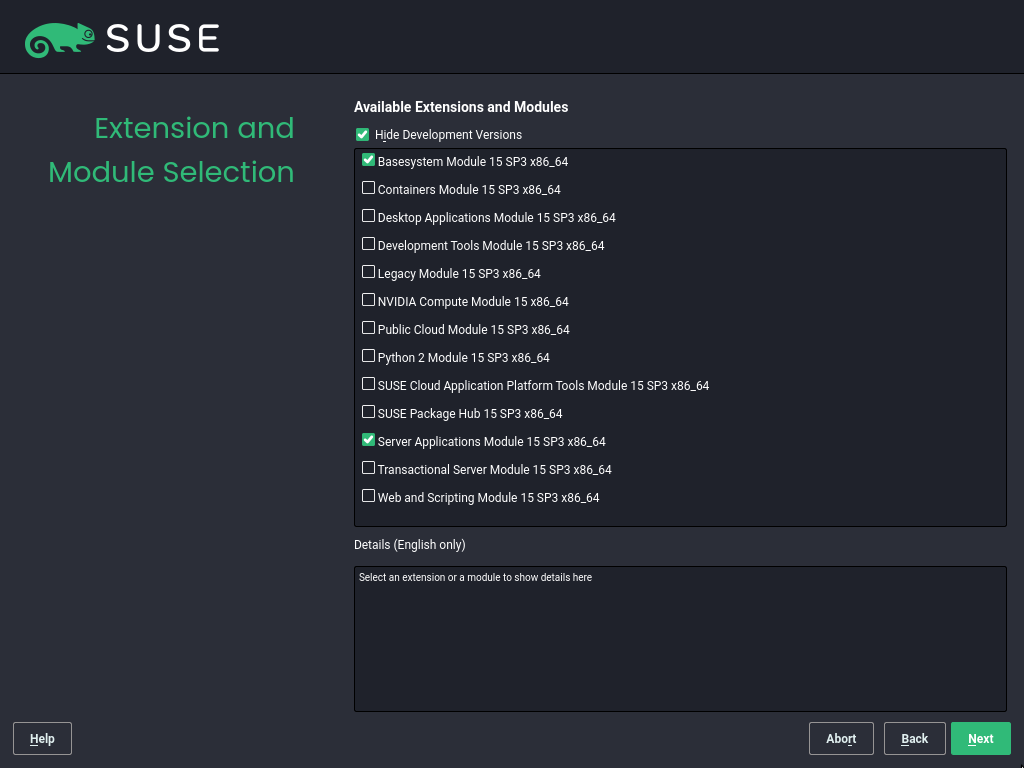 SUSE
Extension and
Module Selection
Available Extensions and Modules
Hide Development Versions
Basesystem Module 15 SP3 x86_64
Containers Module 15 SP3 x86_64
Desktop Applications Module 15 SP3 x86_64
Development Tools Module 15 SP3 x86_64
Legacy Module 15 SP3 x86_64
NVIDIA Compute Module 15 x86_64
Public Cloud Module 15 SP3 x86_64
Python 2 Module 15 SP3 x86_64
SUSE Cloud Application Platform Tools Module 15 SP3 x86_64
SUSE Package Hub 15 SP3 x86_64
Server Applications Module 15 SP3 x86_64
Transactional Server Module 15 SP3 x86_64
Web and Scripting Module 15 SP3 x86_64
Details (English only)
Select an extension or a module to show details here
Help
Abort
Back
Next